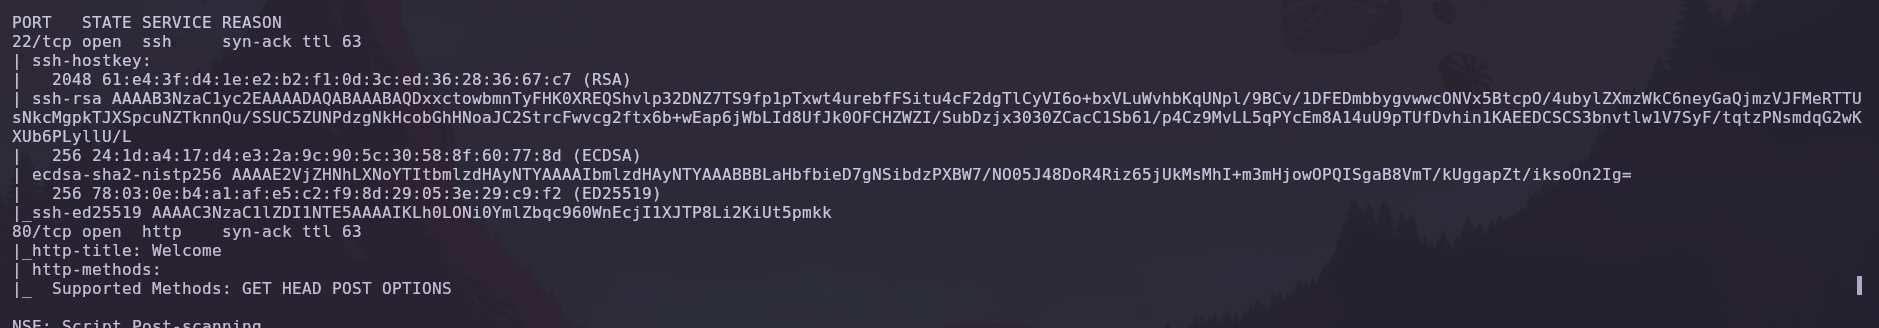 PORT   STATE SERVICE REASON
22/tcp open  ssh     syn-ack ttl 63
| ssh-hostkey:
|   2048 61:e4:3f:d4:1e:e2:b2:f1:0d:3c:ed:36:28:36:67:c7 (RSA)
| ssh-rsa AAAAB3NzaC1yc2EAAAADAQABAAABAQDxxctowbmnTyFHK0XREQShvlp32DNZ7TS9fp1pTxwt4urebfFSitu4cF2dgTlCyVI6o+bxVLuWvhbKqUNpl/9BCv/1DFEDmbbygvwwcONVx5BtcpO/4ubylZXmzWkC6neyGaQjmzVJFMeRTTU
sNkcMgpkTJXSpcuNZTknnQu/SSUC5ZUNPdzgNkHcobGhHNoaJC2StrcFwvcg2ftx6b+wEap6jWbLId8UfJk0OFCHZWZI/SubDzjx3030ZCacC1Sb61/p4Cz9MvLL5qPYcEm8A14uU9pTUfDvhin1KAEEDCSCS3bnvtlw1V7SyF/tqtzPNsmdqG2wK
XUb6PLyllU/L
|   256 24:1d:a4:17:d4:e3:2a:9c:90:5c:30:58:8f:60:77:8d (ECDSA)
| ecdsa-sha2-nistp256 AAAAE2VjZHNhLXNoYTItbmlzdHAyNTYAAAAIbmlzdHAyNTYAAABBBLaHbfbieD7gNSibdzPXBW7/NO05J48DoR4Riz65jUkMsMhI+m3mHjowOPQISgaB8VmT/kUggapZt/iksoOn2Ig=
|   256 78:03:0e:b4:a1:af:e5:c2:f9:8d:29:05:3e:29:c9:f2 (ED25519)
|_ssh-ed25519 AAAAC3NzaC1lZDI1NTE5AAAAIKLh0LONi0YmlZbqc960WnEcjI1XJTP8Li2KiUt5pmkk
80/tcp open  http    syn-ack ttl 63
|_http-title: Welcome
| http-methods:
|_  Supported Methods: GET HEAD POST OPTIONS
NSE: Script Post-scanning.